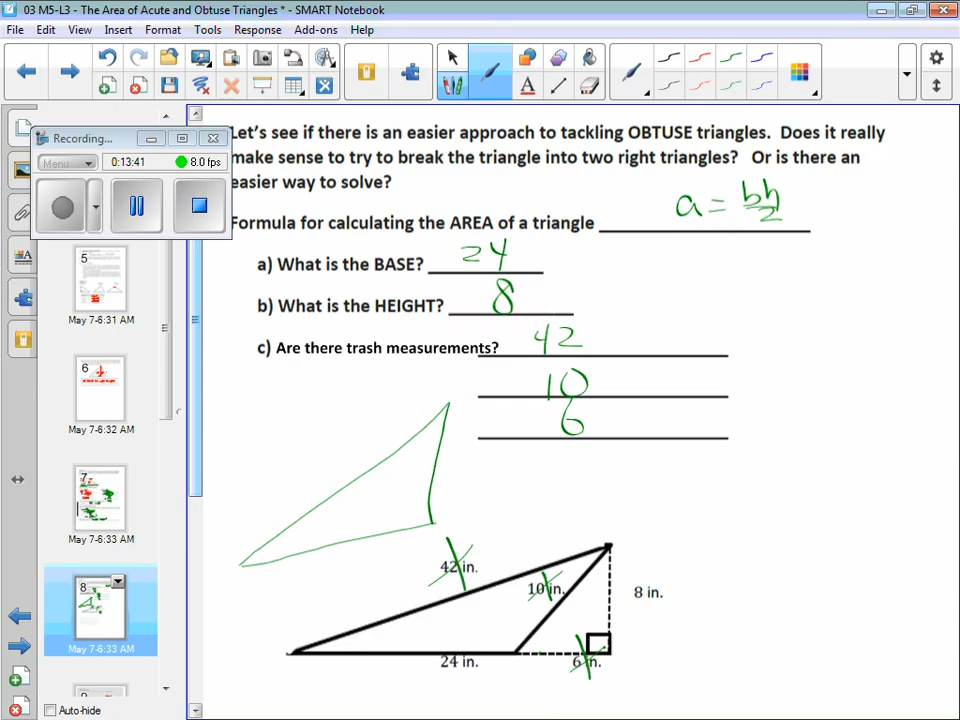 03 M5-L3 - The Area of Acute and Obtuse Triangles * - SMART Notebook
File Edit View Insert Format Tools Response Add-ons Help
Recording...
Menu 0:13:41 8.0 fps
Let's see if there is an easier approach to tackling OBTUSE triangles. Does it really
make sense to try to break the triangle into two right triangles? Or is there an
easier way to solve?
Formula for calculating the AREA of a triangle a = bh/2
a) What is the BASE? 24
b) What is the HEIGHT? 8
c) Are there trash measurements? 42
10
6
42 in.
10 in.
8 in.
24 in.
6 in.
5
May 7-6:31 AM
6
May 7-6:32 AM
7
May 7-6:33 AM
8
May 7-6:33 AM
Auto-hide